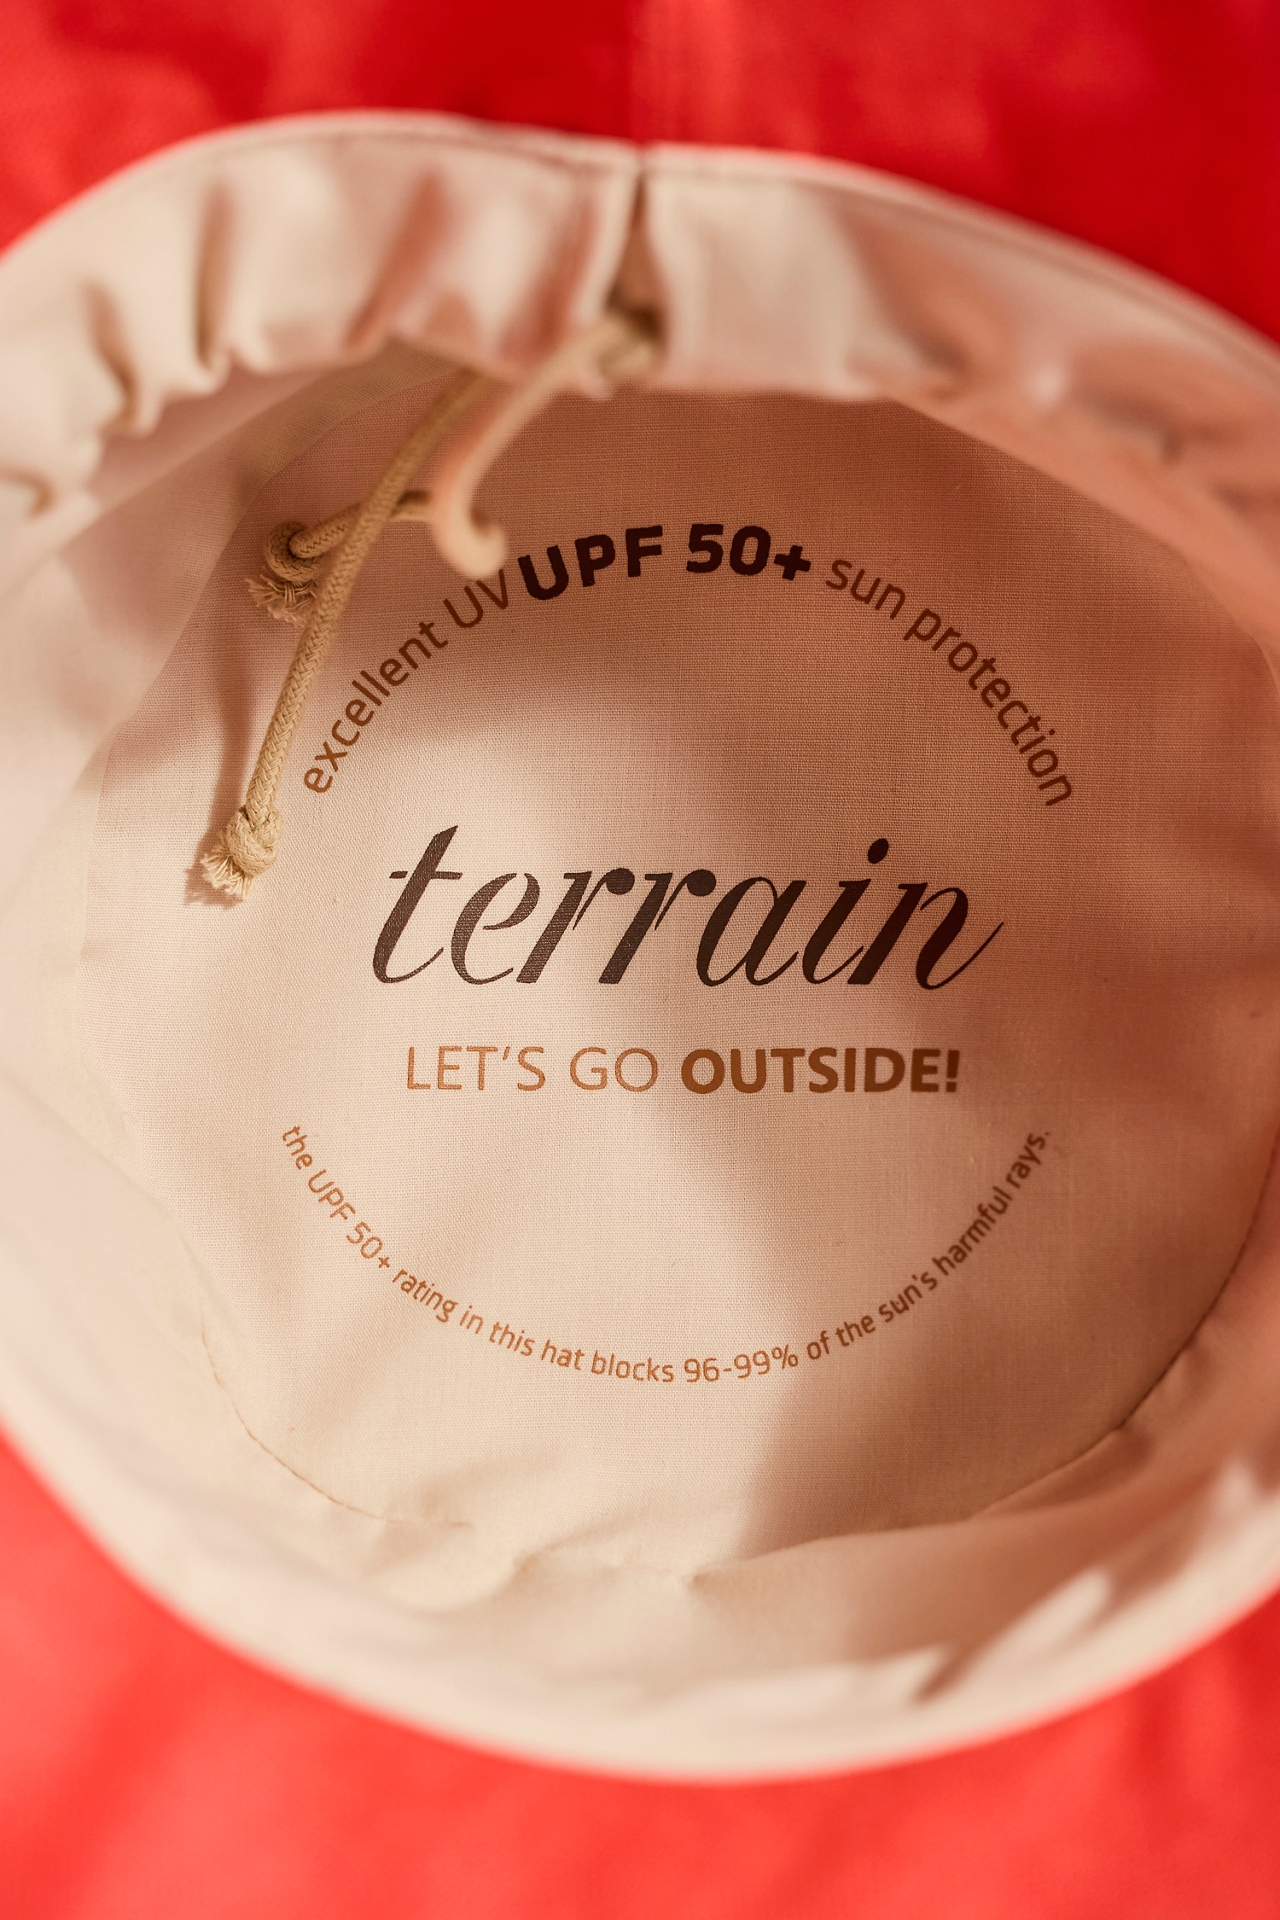 excellent UV UPF 50+ sun protection
terrain
LET'S GO OUTSIDE!
the UPF 50+ rating in this hat blocks 96-99% of the sun's harmful rays.